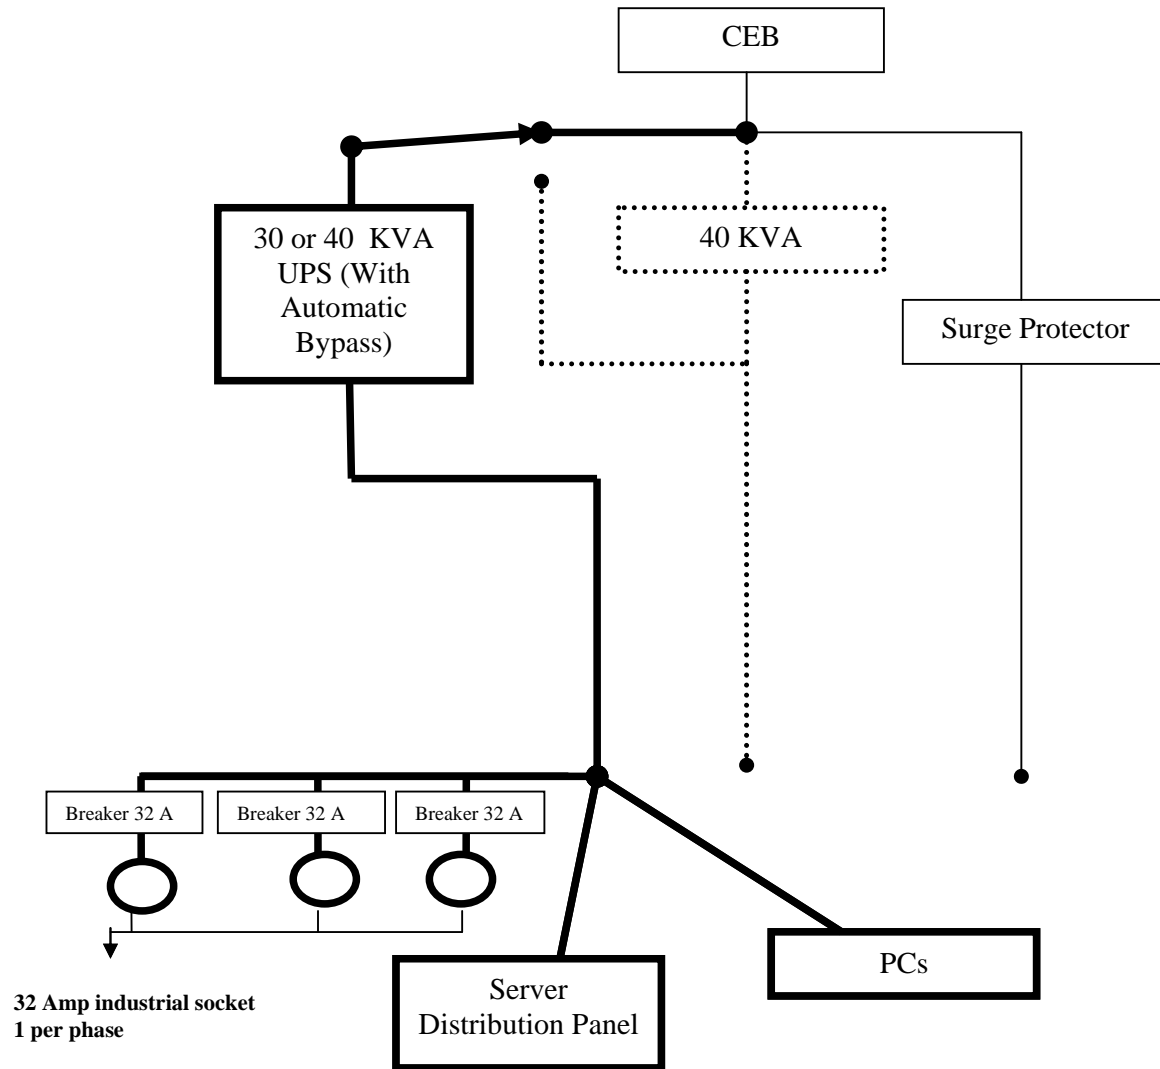 CEB
30 or 40  KVA
UPS (With
Automatic
Bypass)
40 KVA
Surge Protector
Breaker 32 A
Breaker 32 A
Breaker 32 A
32 Amp industrial socket
1 per phase
Server
Distribution Panel
PCs